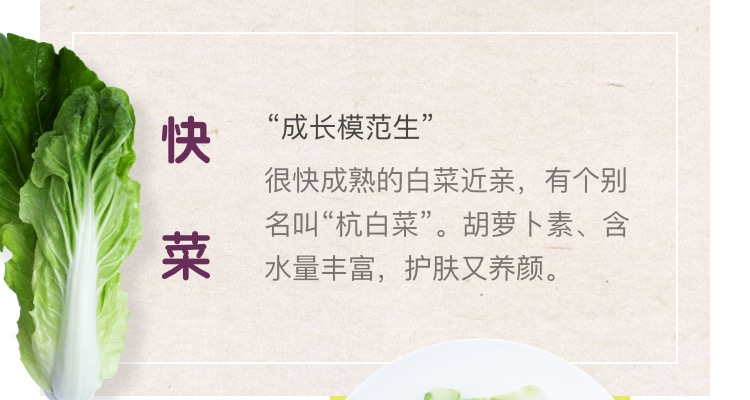 快菜
“成长模范生”
很快成熟的白菜近亲，有个别
名叫“杭白菜”。胡萝卜素、含
水量丰富，护肤又养颜。